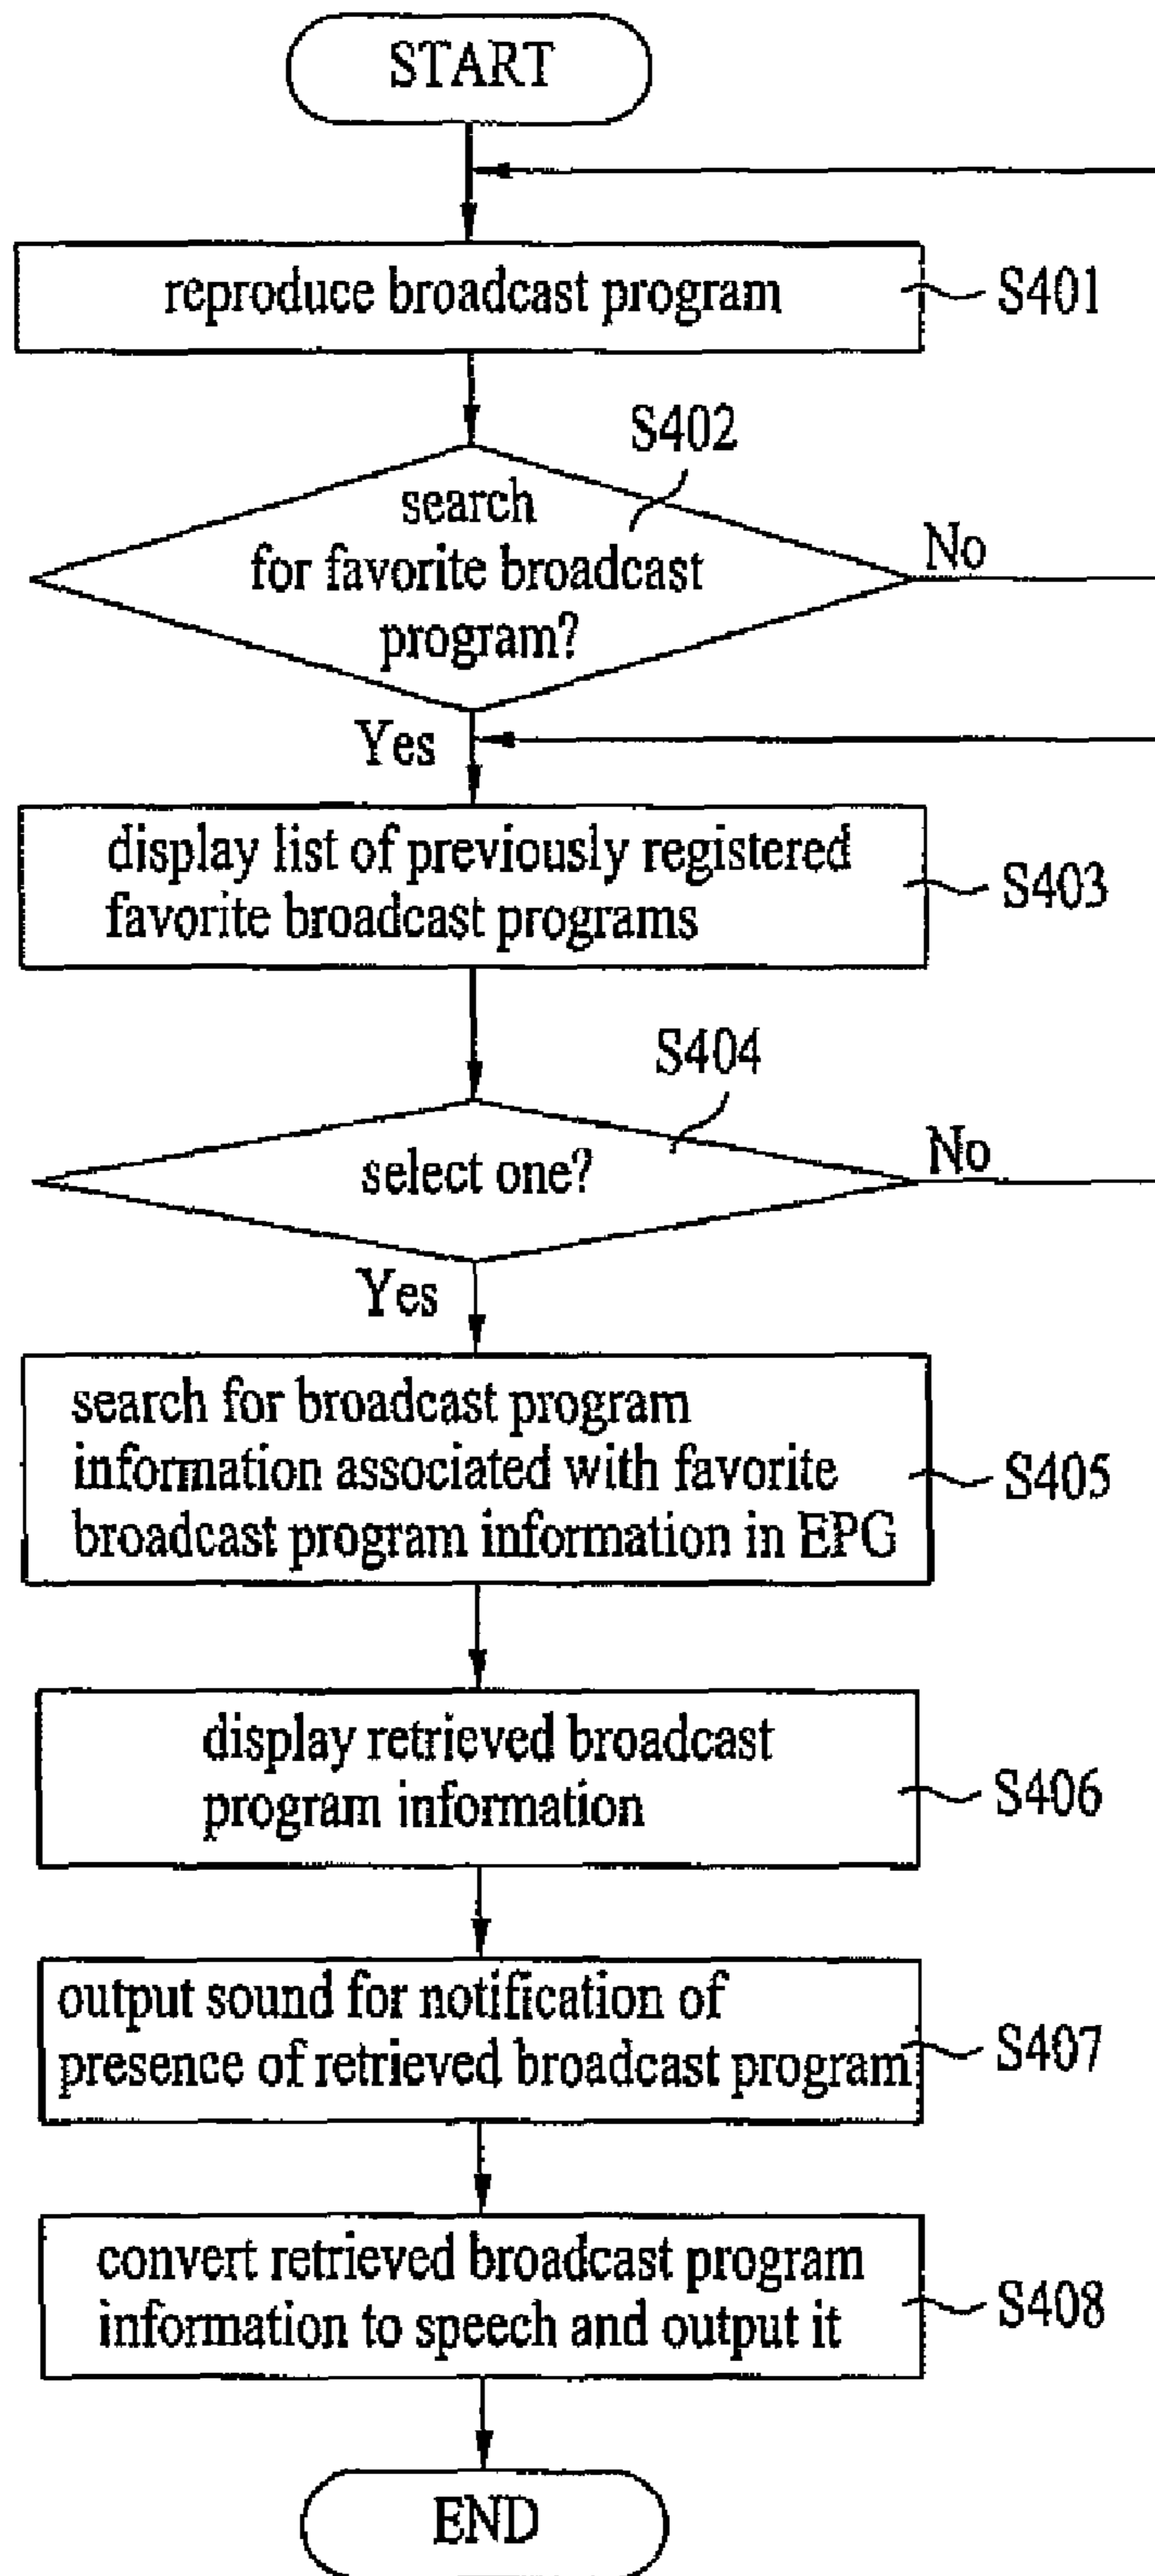 START
reproduce broadcast program
S401
S402
search
for favorite broadcast
program?
No
Yes
display list of previously registered
favorite broadcast programs
S403
S404
select one?
No
Yes
search for broadcast program
information associated with favorite
broadcast program information in EPG
S405
display retrieved broadcast
program information
S406
output sound for notification of
presence of retrieved broadcast program
S407
convert retrieved broadcast program
information to speech and output it
S408
END